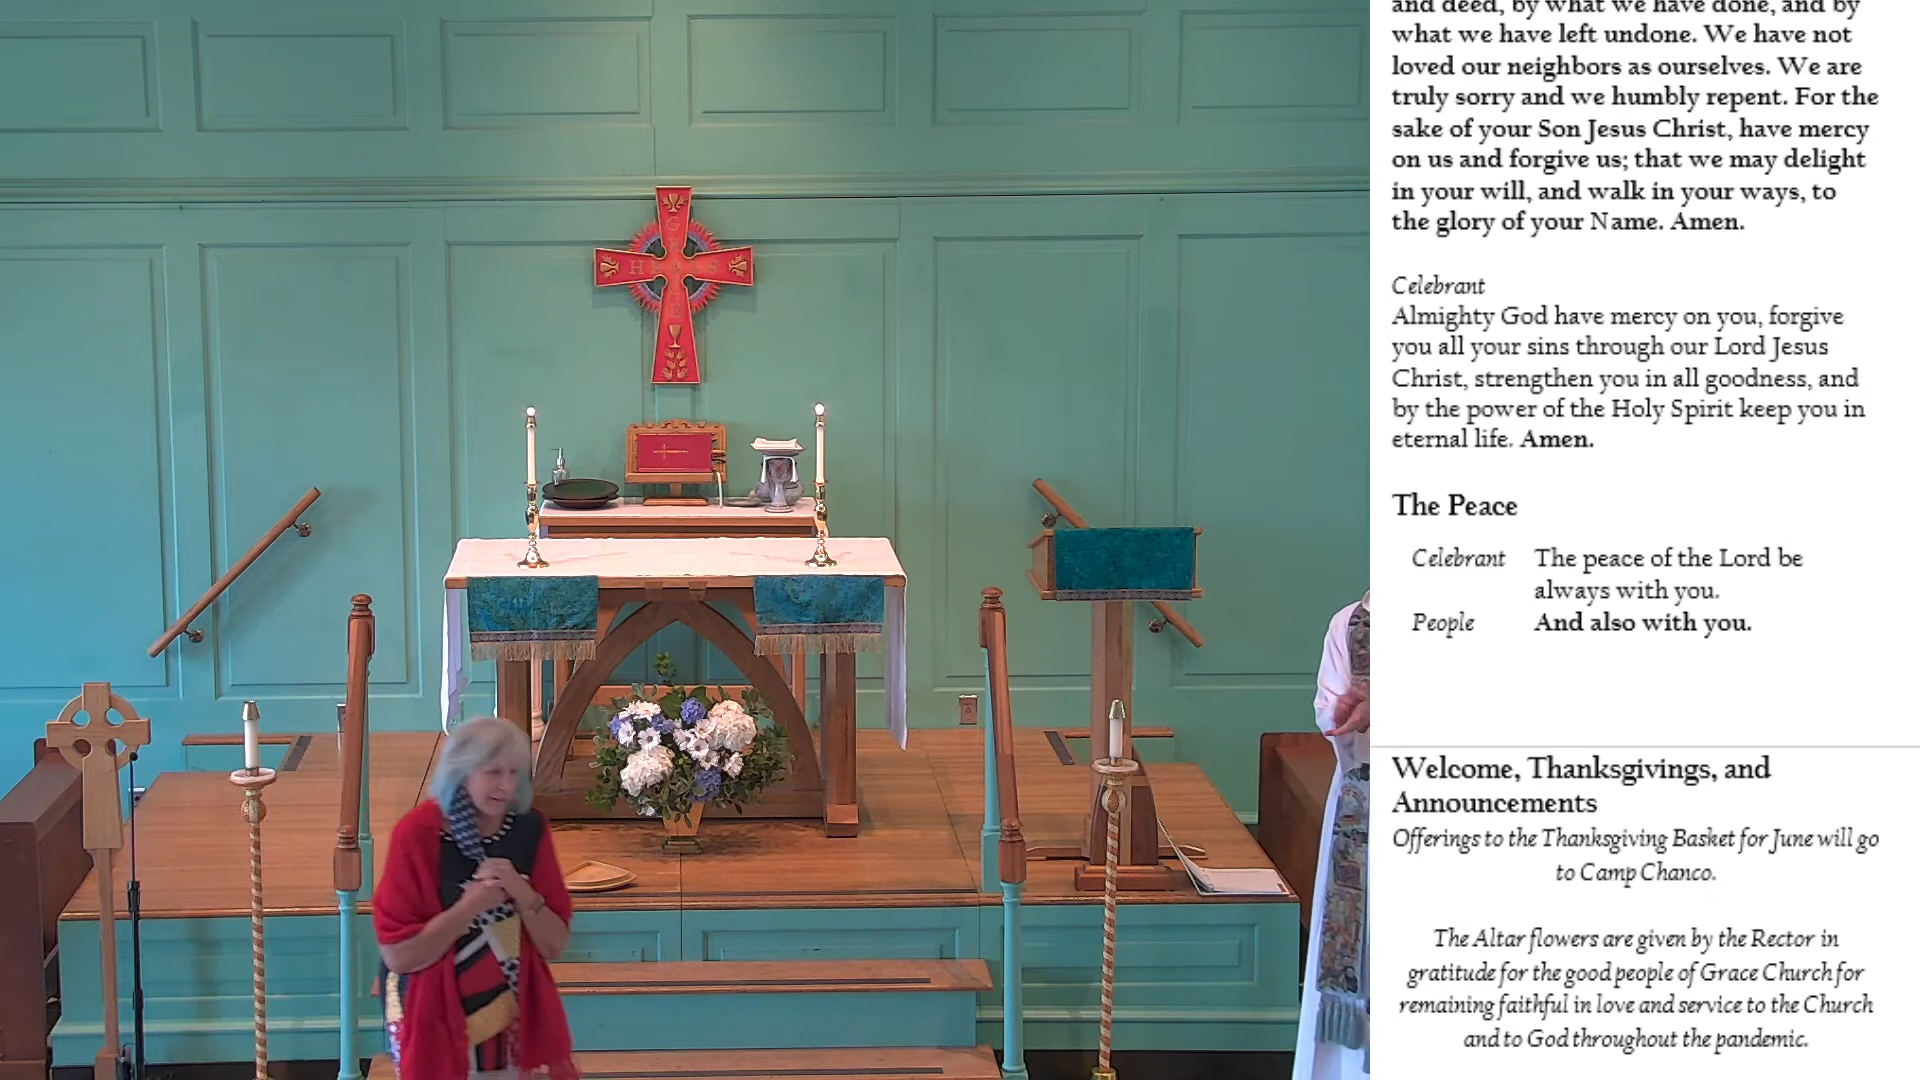 and deed, by what we have done, and by
what we have left undone. We have not
loved our neighbors as ourselves. We are
truly sorry and we humbly repent. For the
sake of your Son Jesus Christ, have mercy
on us and forgive us; that we may delight
in your will, and walk in your ways, to
the glory of your Name. Amen.
Celebrant
Almighty God have mercy on you, forgive
you all your sins through our Lord Jesus
Christ, strengthen you in all goodness, and
by the power of the Holy Spirit keep you in
eternal life. Amen.
The Peace
Celebrant The peace of the Lord be
always with you.
People And also with you.
Welcome, Thanksgivings, and
Announcements
Offerings to the Thanksgiving Basket for June will go
to Camp Chanco.
The Altar flowers are given by the Rector in
gratitude for the good people of Grace Church for
remaining faithful in love and service to the Church
and to God throughout the pandemic.